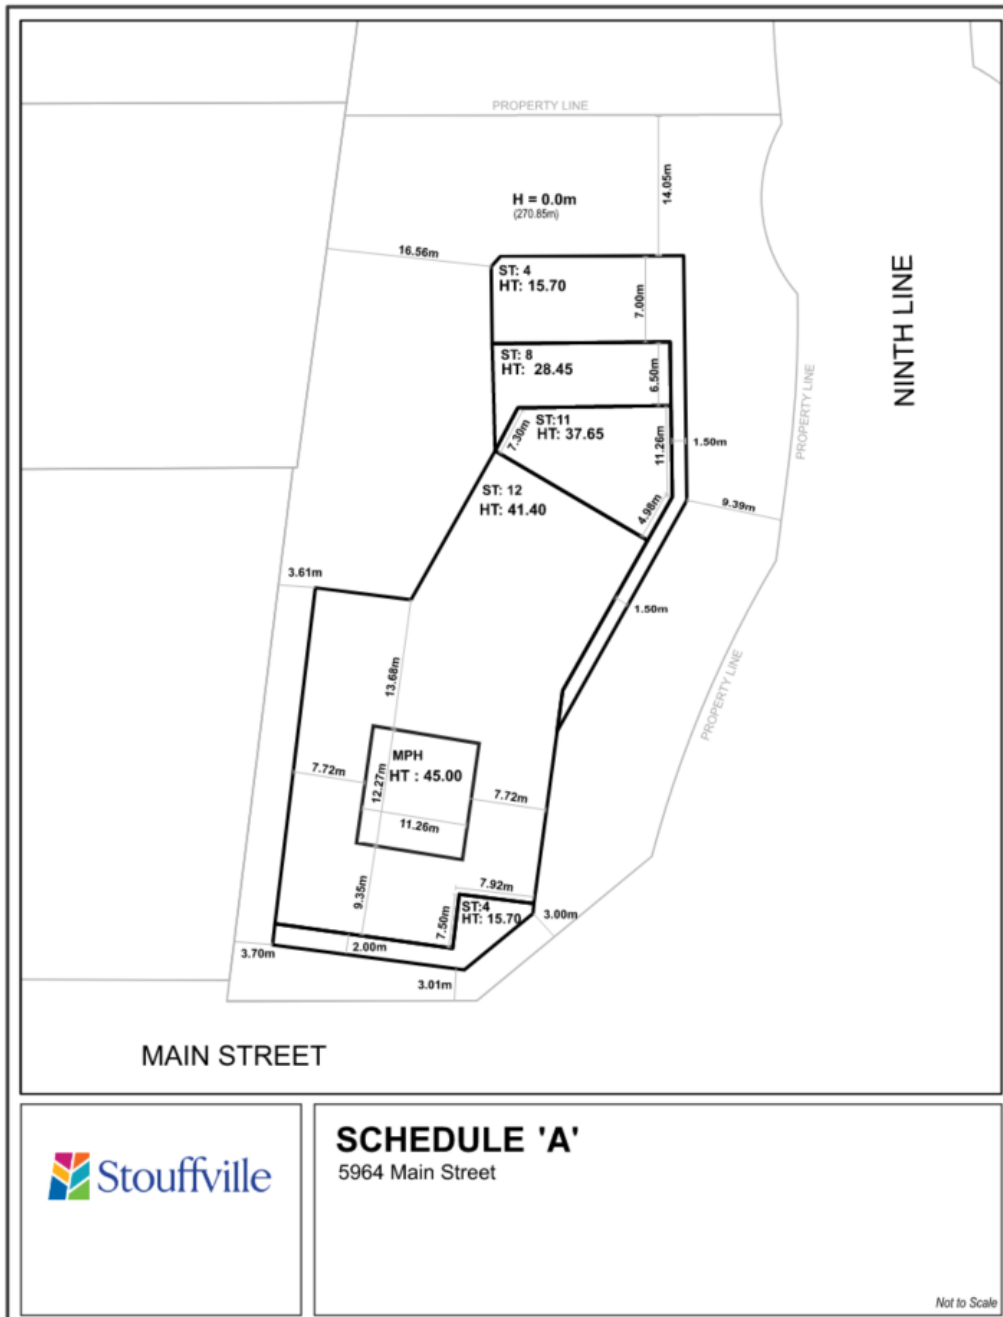 PROPERTY LINE
14.05m
H = 0.0m
(270.85m)
16.56m
NINTH LINE
ST: 4
HT: 15.70
7.00m
ST: 8
HT: 28.45
6.50m
PROPERTY LINE
ST:11
HT: 37.65
7.30m
11.26m
1.50m
ST: 12
HT: 41.40
4.98m
9.39m
3.61m
1.50m
13.68m
PROPERTY LINE
MPH
HT : 45.00
7.72m
12.27m
7.72m
11.26m
9.35m
7.92m
ST:4
HT: 15.70
7.50m
3.00m
2.00m
3.70m
3.01m
MAIN STREET
Stouffville
SCHEDULE 'A'
5964 Main Street
Not to Scale